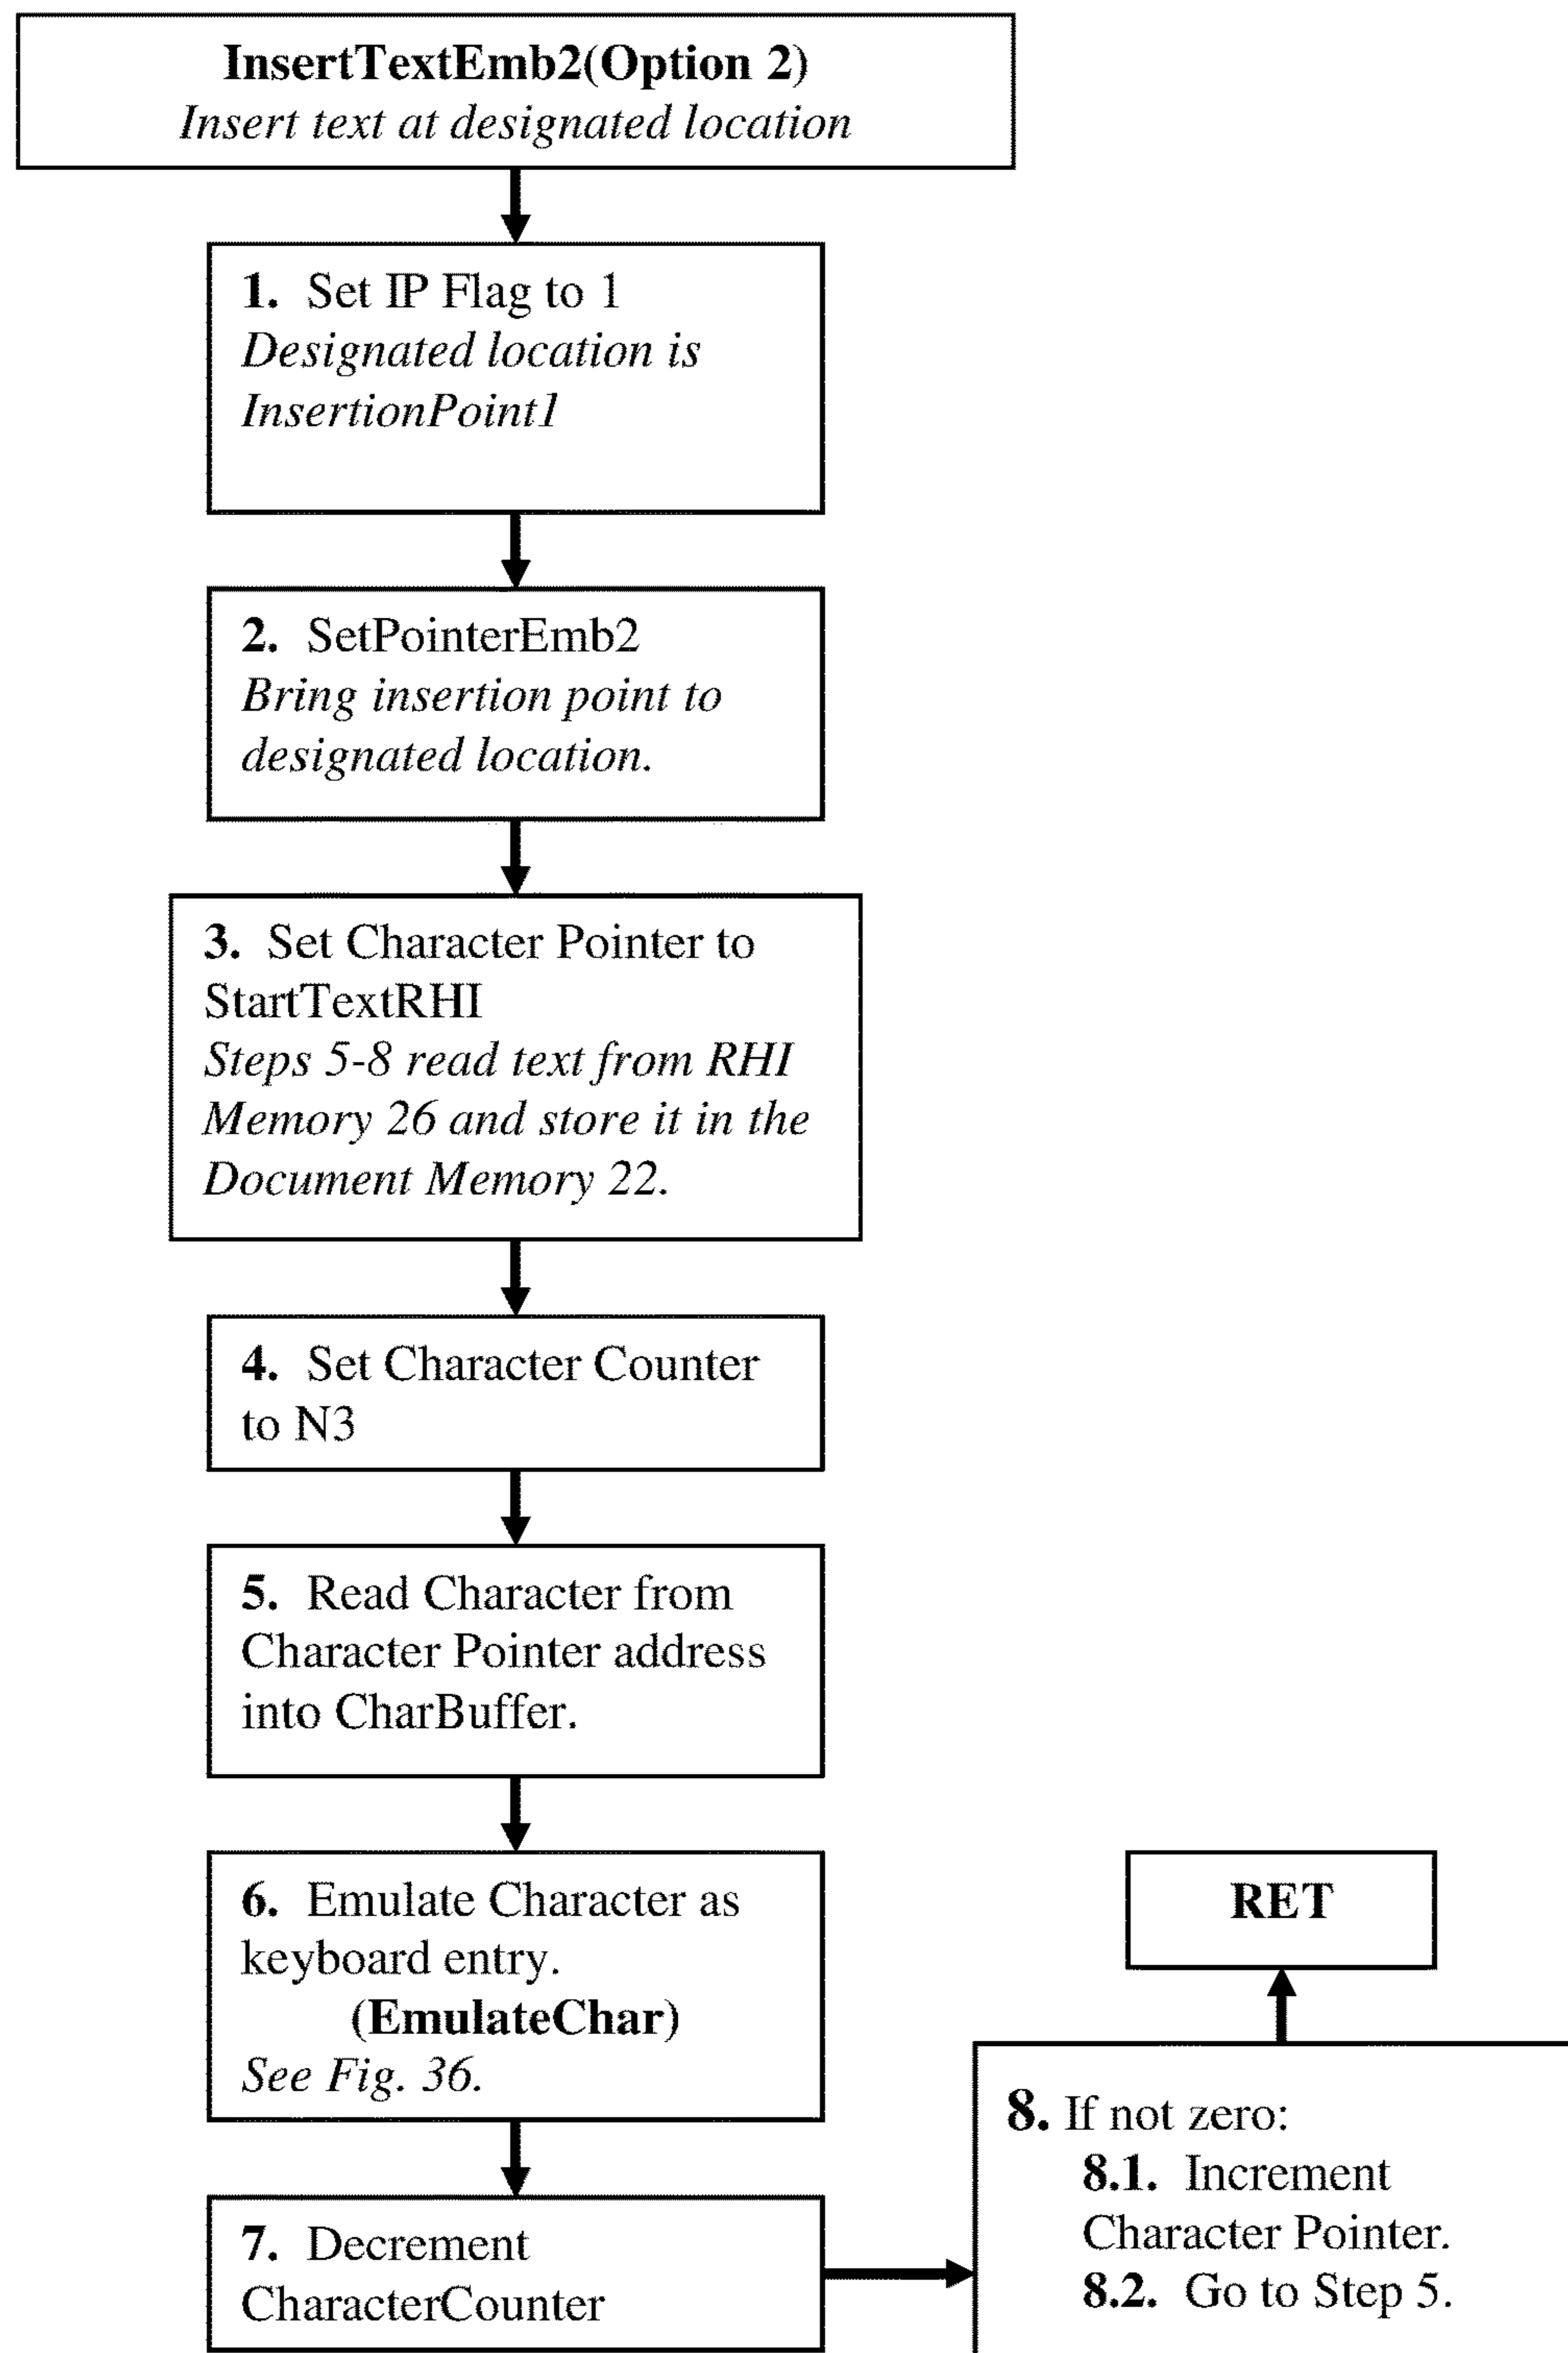 InsertTextEmb2(Option 2)
Insert text at designated location
1. Set IP Flag to 1
Designated location is
InsertionPoint1
2. SetPointerEmb2
Bring insertion point to
designated location.
3. Set Character Pointer to
StartTextRHI
Steps 5-8 read text from RHI
Memory 26 and store it in the
Document Memory 22.
4. Set Character Counter
to N3
5. Read Character from
Character Pointer address
into CharBuffer.
6. Emulate Character as
keyboard entry.
(EmulateChar)
See Fig. 36.
7. Decrement
CharacterCounter
8. If not zero:
8.1. Increment
Character Pointer.
8.2. Go to Step 5.
RET